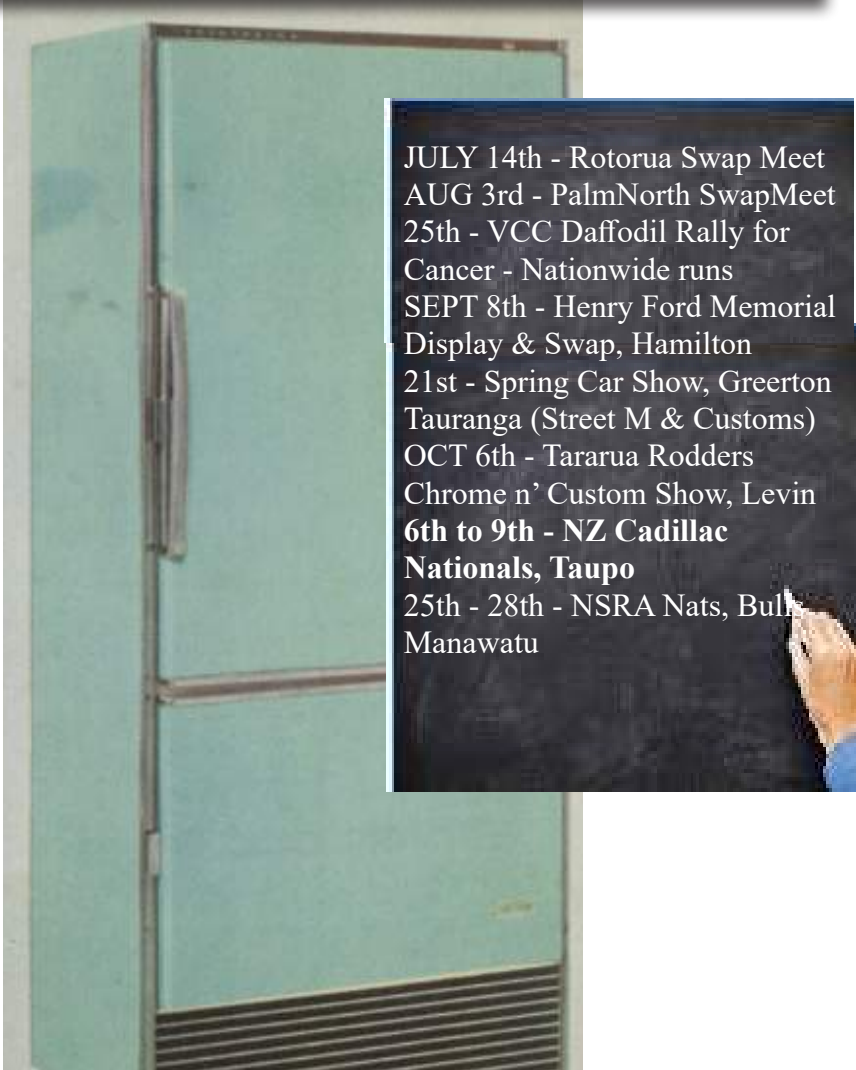 JULY 14th - Rotorua Swap Meet
AUG 3rd - PalmNorth SwapMeet
25th - VCC Daffodil Rally for
Cancer - Nationwide runs
SEPT 8th - Henry Ford Memorial
Display & Swap, Hamilton
21st - Spring Car Show, Greerton
Tauranga (Street M & Customs)
OCT 6th - Tararua Rodders
Chrome n’ Custom Show, Levin
6th to 9th - NZ Cadillac
Nationals, Taupo
25th - 28th - NSRA Nats, Bulls
Manawatu